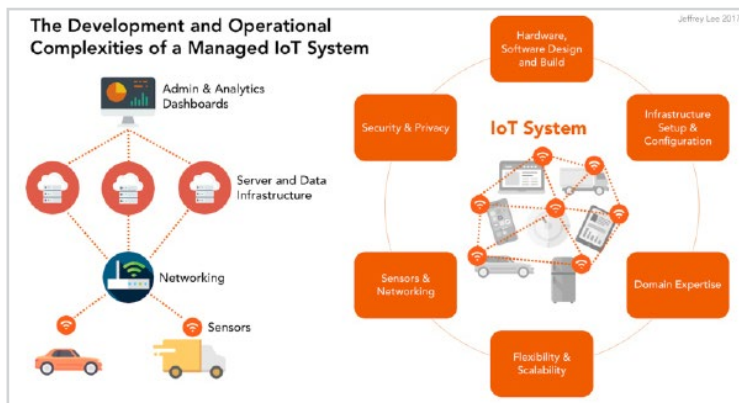 The Development and Operational
Complexities of a Managed IoT System
Jeffrey Lee 2017
Admin & Analytics
Dashboards
Server and Data
Infrastructure
Networking
Sensors
IoT System
Hardware,
Software Design
and Build
Infrastructure
Setup &
Configuration
Domain Expertise
Flexibility &
Scalability
Sensors &
Networking
Security & Privacy